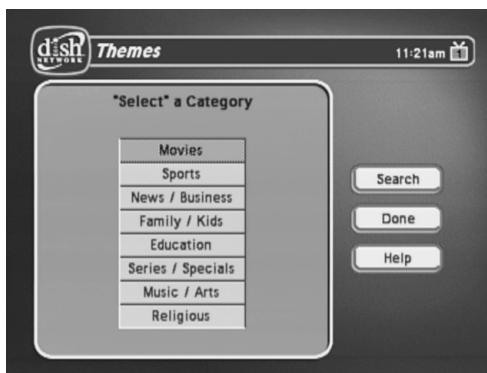 dish
NETWORK
Themes
11:21am
1
"Select" a Category
Movies
Sports
News / Business
Family / Kids
Education
Series / Specials
Music / Arts
Religious
Search
Done
Help